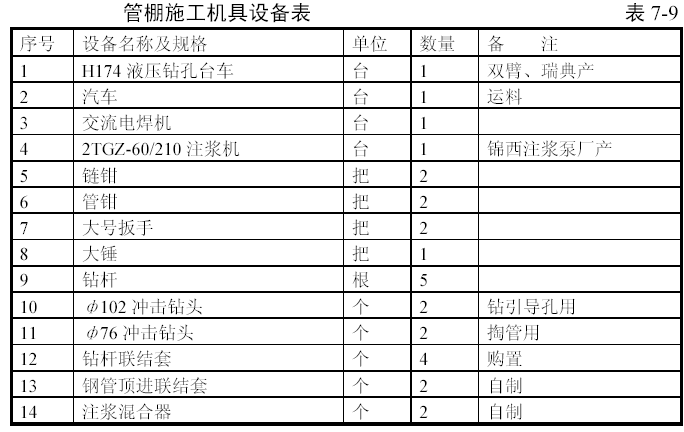 管棚施工机具设备表 表 7-9
序号 设备名称及规格 单位 数量 备 注
1 H174 液压钻孔台车 台 1 双臂、瑞典产
2 汽车 台 1 运料
3 交流电焊机 台 1
4 2TGZ-60/210 注浆机 台 1 锦西注浆泵厂产
5 链钳 把 2
6 管钳 把 2
7 大号扳手 把 2
8 大锤 把 1
9 钻杆 根 5
10 φ102 冲击钻头 个 2 钻引导孔用
11 φ76 冲击钻头 个 2 掏管用
12 钻杆联结套 个 4 购置
13 钢管顶进联结套 个 2 自制
14 注浆混合器 个 2 自制